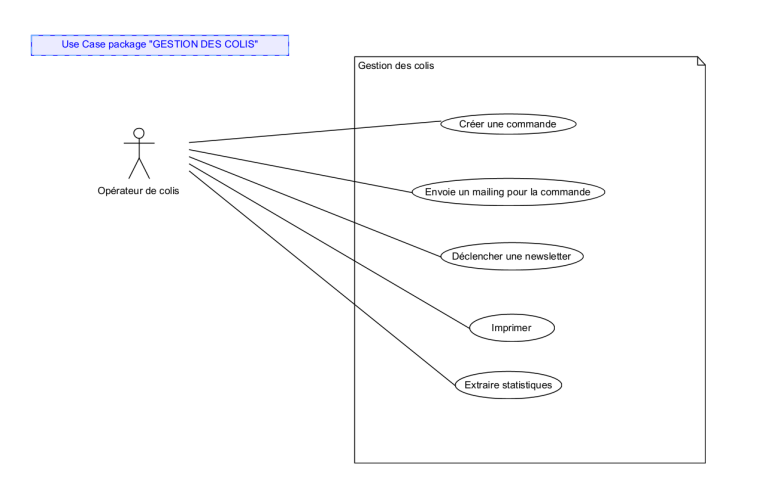 Use Case package "GESTION DES COLIS"
Gestion des colis
Créer une commande
Opérateur de colis
Envoie un mailing pour la commande
Déclencher une newsletter
Imprimer
Extraire statistiques